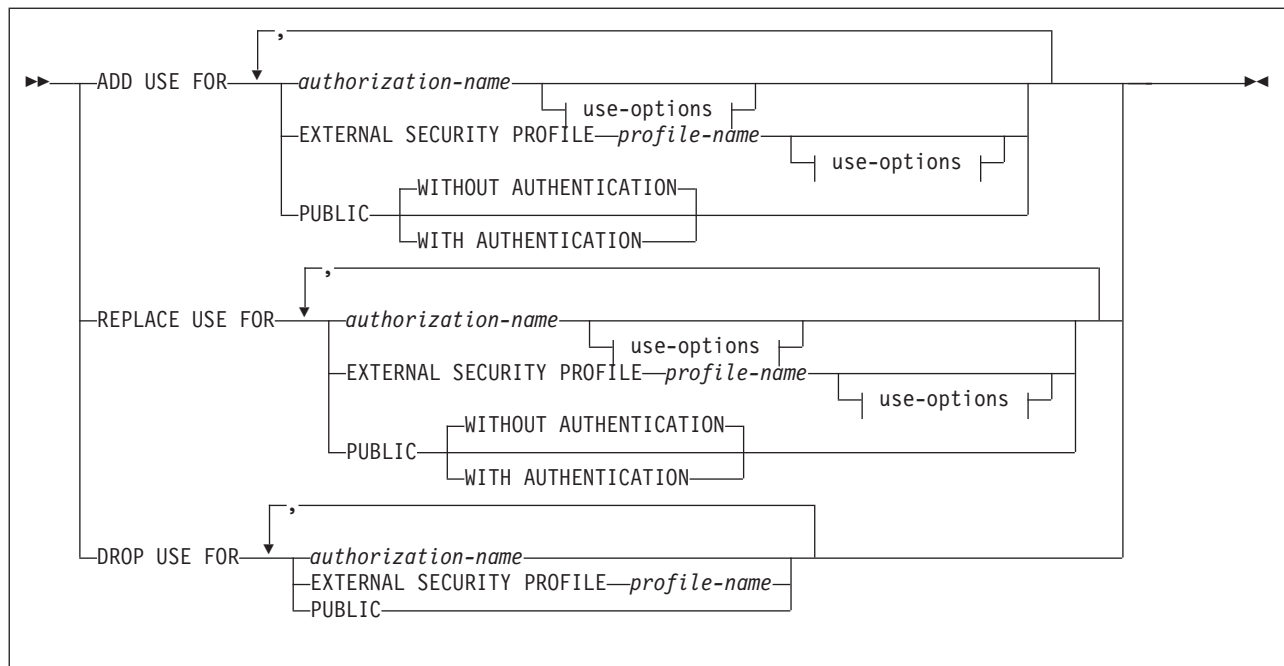 ,
ADD USE FOR authorization-name
use-options
EXTERNAL SECURITY PROFILE profile-name
use-options
WITHOUT AUTHENTICATION
PUBLIC
WITH AUTHENTICATION
,
REPLACE USE FOR authorization-name
use-options
EXTERNAL SECURITY PROFILE profile-name
use-options
WITHOUT AUTHENTICATION
PUBLIC
WITH AUTHENTICATION
,
DROP USE FOR authorization-name
EXTERNAL SECURITY PROFILE profile-name
PUBLIC